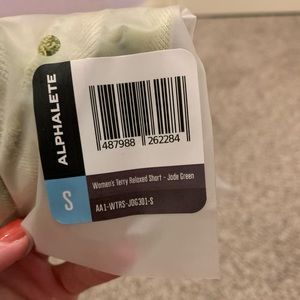 ALPHALETE
S
487988 262284
Women's Terry Relaxed Short - Jade Green
AA1-WTRS-JDG301-S